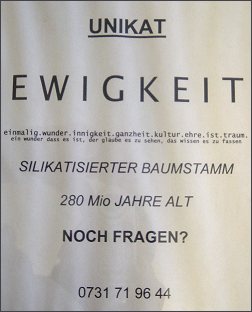 UNIKAT
EWIGKEIT
einmalig.wunder.innigkeit.ganzheit.kultur.ehre.ist.traum.
ein wunder dass es ist, der glaube es zu sehen, das wissen es zu fassen
SILIKATISIERTER BAUMSTAMM
280 Mio JAHRE ALT
NOCH FRAGEN?
0731 71 96 44